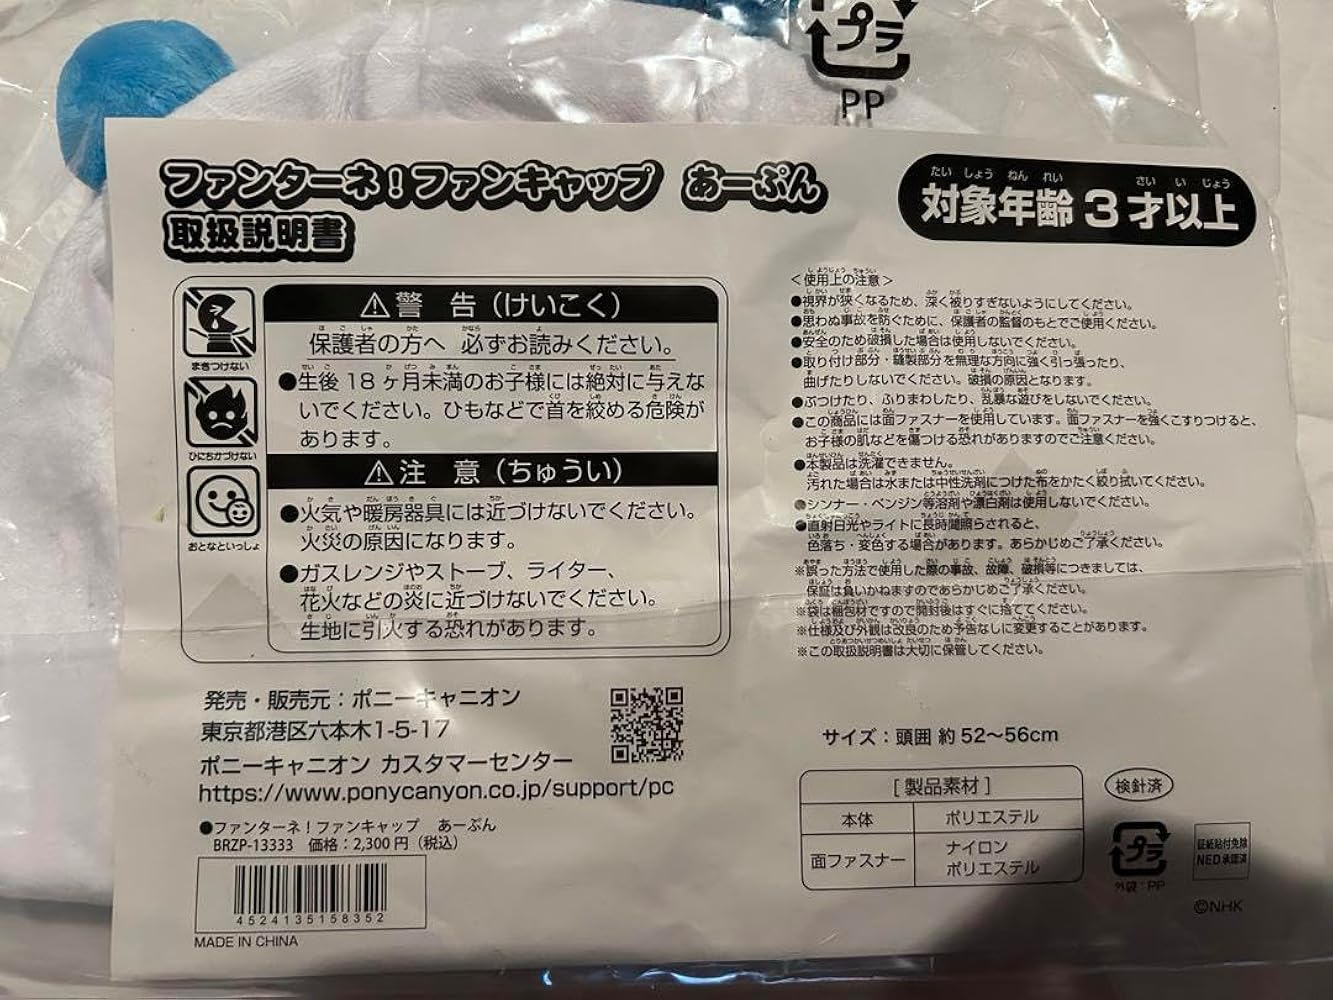 プラ
PP
ファンターネ！ファンキャップ　あーぷん
取扱説明書
たいしょうねんれい　さいいじょう
対象年齢3才以上
まきつけない
ひにちかづけない
おとなといっしょ
⚠警　告（けいこく）
保護者の方へ 必ずお読みください。
●生後18ヶ月未満のお子様には絶対に与えな
いでください。ひもなどで首を絞める危険が
あります。
⚠注　意（ちゅうい）
●火気や暖房器具には近づけないでください。
火災の原因になります。
●ガスレンジやストーブ、ライター、
花火などの炎に近づけないでください。
生地に引火する恐れがあります。
＜使用上の注意＞
●視界が狭くなるため、深く被りすぎないようにしてください。
●思わぬ事故を防ぐために、保護者の監督のもとでご使用ください。
●安全のため破損した場合は使用しないでください。
●取り付け部分・縫製部分を無理な方向に強く引っ張ったり、
曲げたりしないでください。破損の原因となります。
●ぶつけたり、ふりまわしたり、乱暴な遊びをしないでください。
●この商品には面ファスナーを使用しています。面ファスナーを強くこすりつけると、
お子様の肌などを傷つける恐れがありますのでご注意ください。
●本製品は洗濯できません。
汚れた場合は水または中性洗剤につけた布をかたく絞り拭いてください。
●シンナー・ベンジン等溶剤や漂白剤は使用しないでください。
●直射日光やライトに長時間照らされると、
色落ち・変色する場合があります。あらかじめご了承ください。
※誤った方法で使用した際の事故、故障、破損等につきましては、
保証は負いかねますのであらかじめご了承ください。
※袋は梱包材ですので開封後はすぐに捨ててください。
※仕様及び外観は改良のため予告なしに変更することがあります。
※この取扱説明書は大切に保管してください。
発売・販売元：ポニーキャニオン
東京都港区六本木1-5-17
ポニーキャニオン カスタマーセンター
https://www.ponycanyon.co.jp/support/pc
●ファンターネ！ファンキャップ　あーぷん
BRZP-13333　価格：2,300円（税込）
4524135158352
MADE IN CHINA
サイズ：頭囲 約52〜56cm
［製品素材］
本体　ポリエステル
面ファスナー　ナイロン
ポリエステル
検針済
プラ
外袋：PP
証紙貼付免除
NED承認済
©NHK